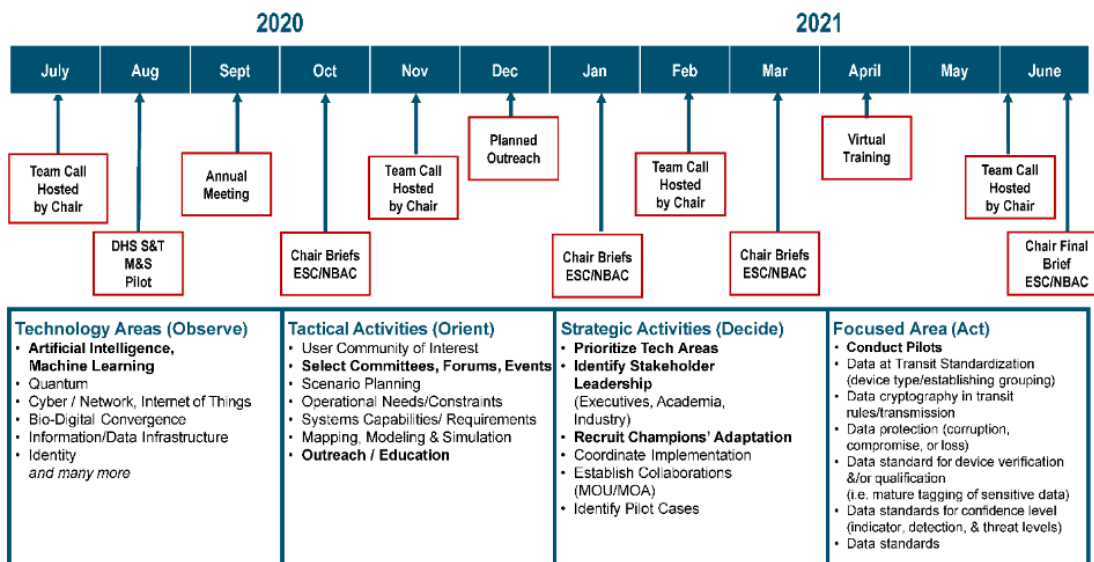 2020
2021
July
Aug
Sept
Oct
Nov
Dec
Jan
Feb
Mar
April
May
June
Team Call
Hosted
by Chair
DHS S&T
M&S
Pilot
Annual
Meeting
Chair Briefs
ESC/NBAC
Team Call
Hosted
by Chair
Planned
Outreach
Chair Briefs
ESC/NBAC
Team Call
Hosted
by Chair
Chair Briefs
ESC/NBAC
Virtual
Training
Team Call
Hosted
by Chair
Chair Final
Brief
ESC/NBAC
Technology Areas (Observe)
• Artificial Intelligence,
Machine Learning
• Quantum
• Cyber / Network, Internet of Things
• Bio-Digital Convergence
• Information/Data Infrastructure
• Identity
and many more
Tactical Activities (Orient)
• User Community of Interest
• Select Committees, Forums, Events
• Scenario Planning
• Operational Needs/Constraints
• Systems Capabilities/ Requirements
• Mapping, Modeling & Simulation
• Outreach / Education
Strategic Activities (Decide)
• Prioritize Tech Areas
• Identify Stakeholder
Leadership
(Executives, Academia,
Industry)
• Recruit Champions' Adaptation
• Coordinate Implementation
• Establish Collaborations
(MOU/MOA)
• Identify Pilot Cases
Focused Area (Act)
• Conduct Pilots
• Data at Transit Standardization
(device type/establishing grouping)
• Data cryptography in transit
rules/transmission
• Data protection (corruption,
compromise, or loss)
• Data standard for device verification
&/or qualification
(i.e. mature tagging of sensitive data)
• Data standards for confidence level
(indicator, detection, & threat levels)
• Data standards